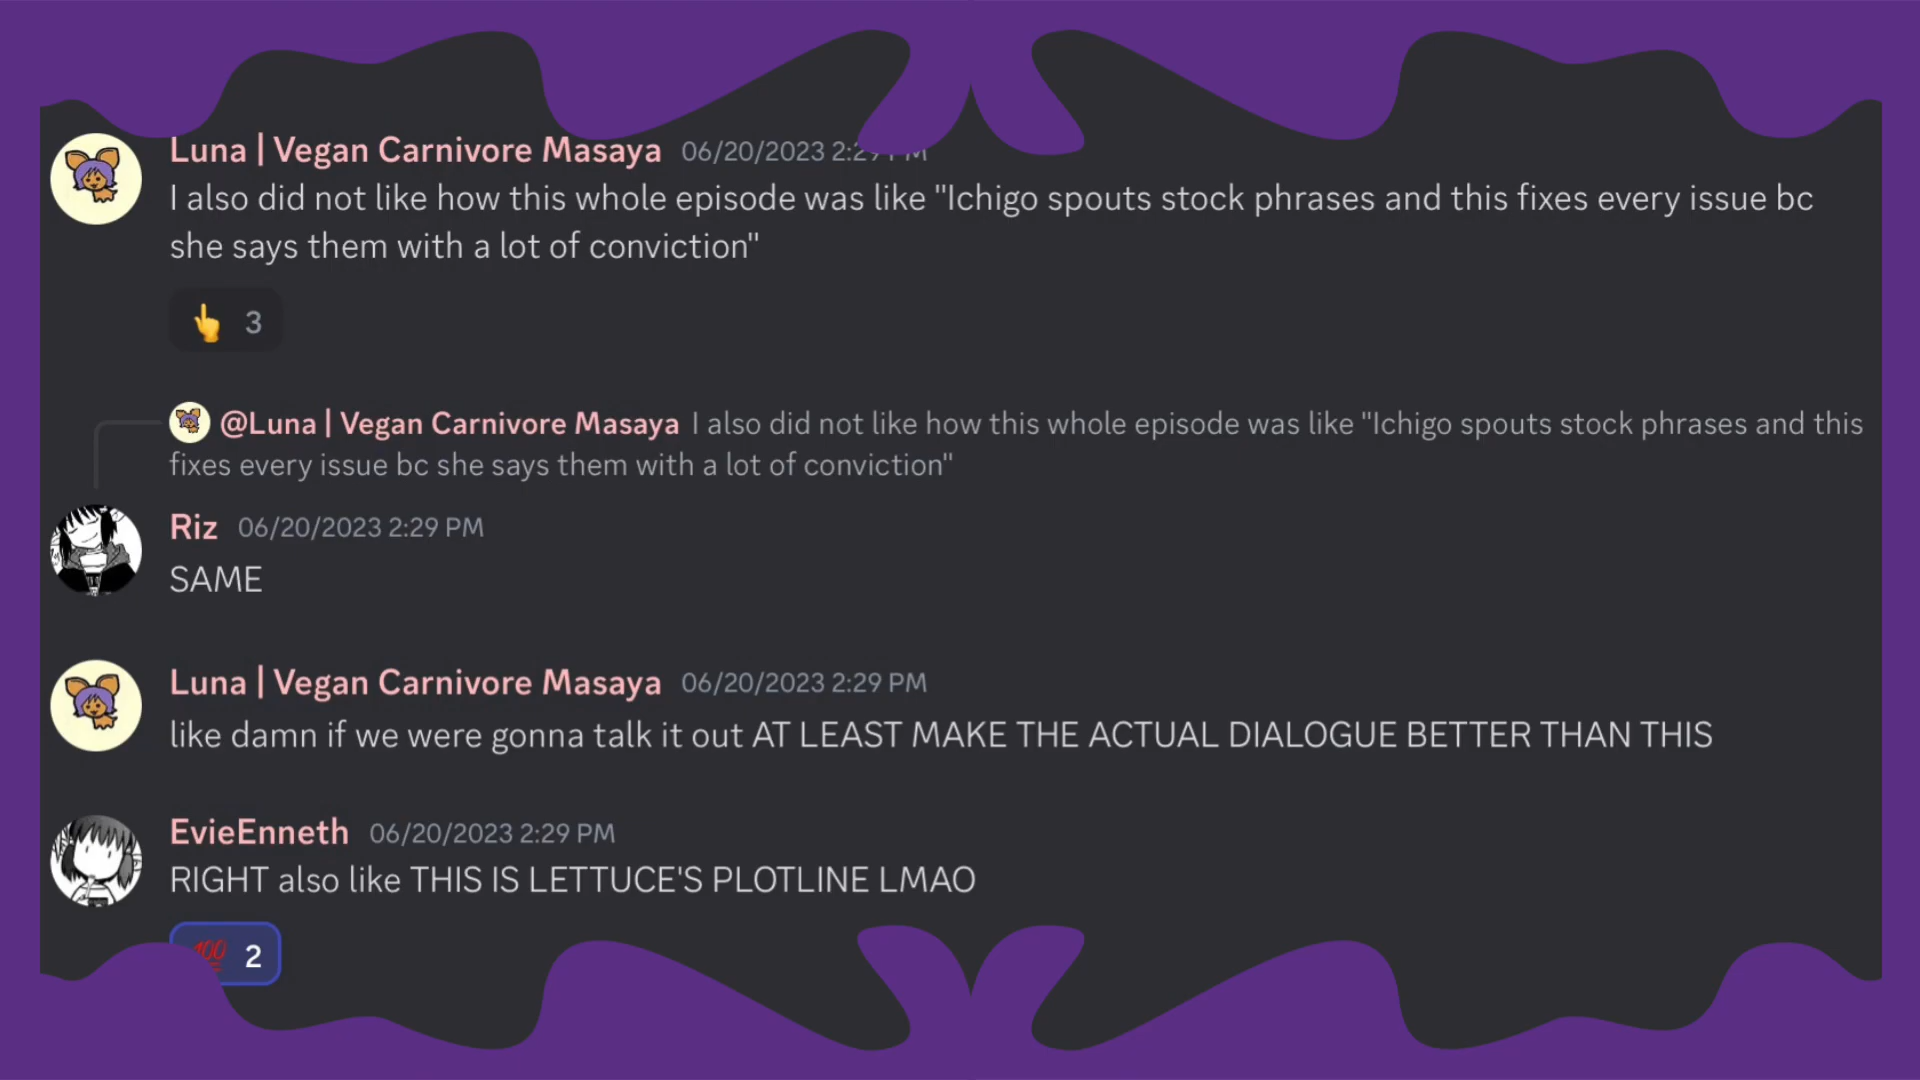 Luna | Vegan Carnivore Masaya 06/20/2023 2:29 PM
I also did not like how this whole episode was like "Ichigo spouts stock phrases and this fixes every issue bc
she says them with a lot of conviction"
👆 3
@Luna | Vegan Carnivore Masaya I also did not like how this whole episode was like "Ichigo spouts stock phrases and this
fixes every issue bc she says them with a lot of conviction"
Riz 06/20/2023 2:29 PM
SAME
Luna | Vegan Carnivore Masaya 06/20/2023 2:29 PM
like damn if we were gonna talk it out AT LEAST MAKE THE ACTUAL DIALOGUE BETTER THAN THIS
EvieEnneth 06/20/2023 2:29 PM
RIGHT also like THIS IS LETTUCE'S PLOTLINE LMAO
💯 2